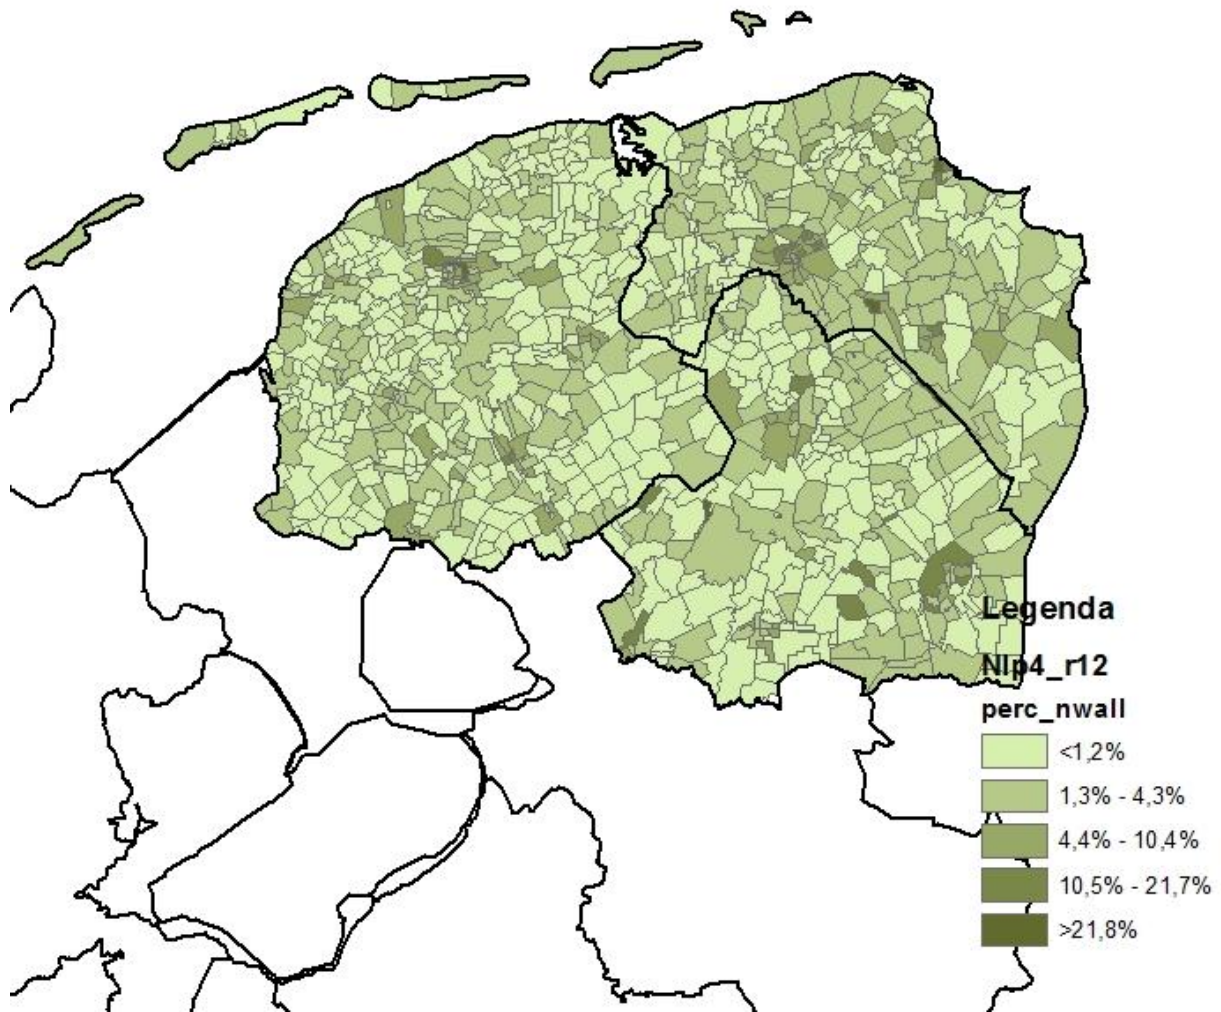 Legenda
Nlp4_r12
perc_nwall
<1,2%
1,3% - 4,3%
4,4% - 10,4%
10,5% - 21,7%
>21,8%